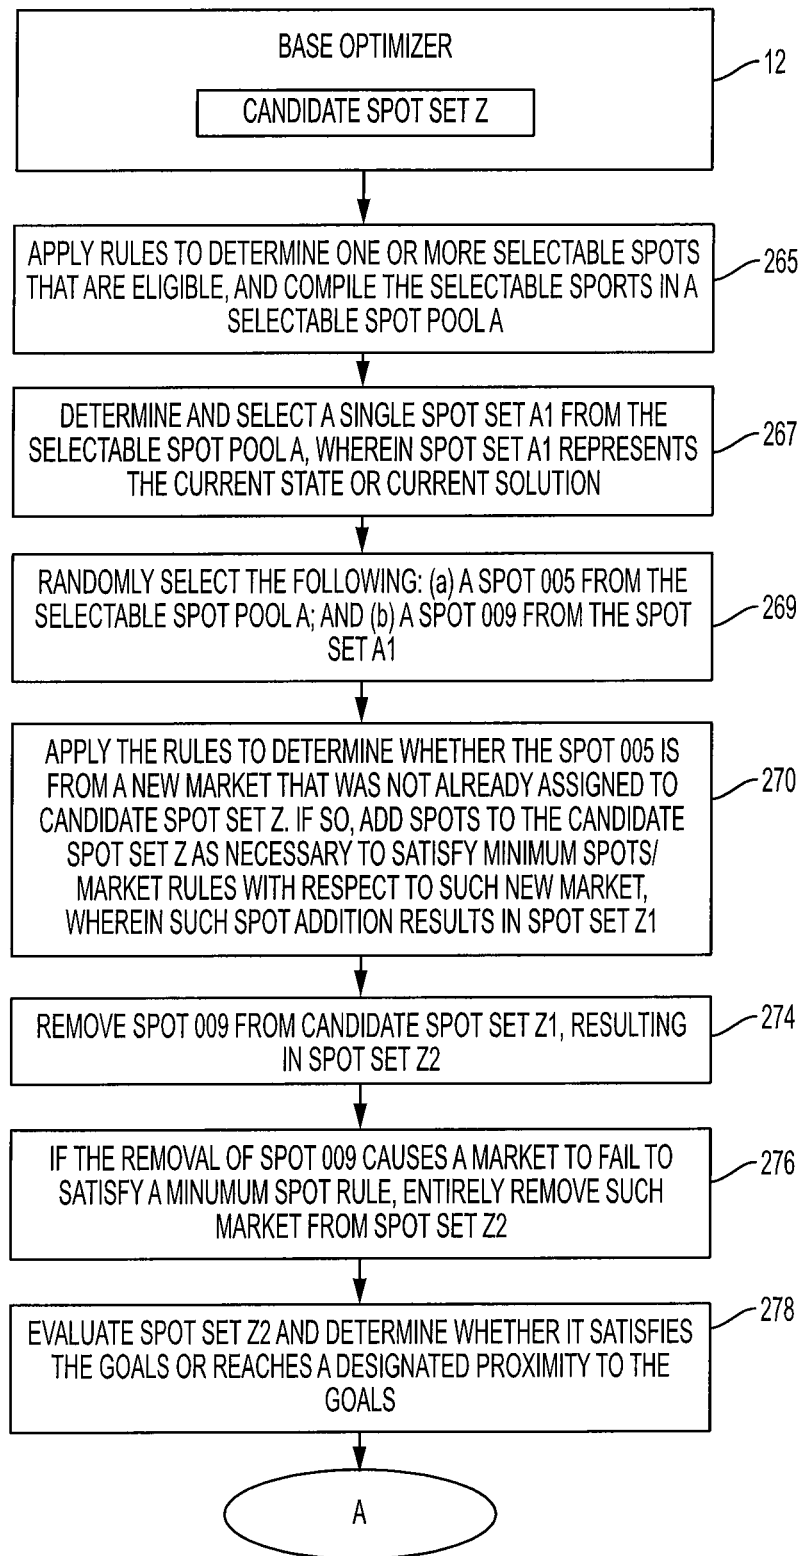 BASE OPTIMIZER
12
CANDIDATE SPOT SET Z
APPLY RULES TO DETERMINE ONE OR MORE SELECTABLE SPOTS
THAT ARE ELIGIBLE, AND COMPILE THE SELECTABLE SPORTS IN A
SELECTABLE SPOT POOL A
265
DETERMINE AND SELECT A SINGLE SPOT SET A1 FROM THE
SELECTABLE SPOT POOL A, WHEREIN SPOT SET A1 REPRESENTS
THE CURRENT STATE OR CURRENT SOLUTION
267
RANDOMLY SELECT THE FOLLOWING: (a) A SPOT 005 FROM THE
SELECTABLE SPOT POOL A; AND (b) A SPOT 009 FROM THE SPOT
SET A1
269
APPLY THE RULES TO DETERMINE WHETHER THE SPOT 005 IS
FROM A NEW MARKET THAT WAS NOT ALREADY ASSIGNED TO
CANDIDATE SPOT SET Z. IF SO, ADD SPOTS TO THE CANDIDATE
SPOT SET Z AS NECESSARY TO SATISFY MINIMUM SPOTS/
MARKET RULES WITH RESPECT TO SUCH NEW MARKET,
WHEREIN SUCH SPOT ADDITION RESULTS IN SPOT SET Z1
270
REMOVE SPOT 009 FROM CANDIDATE SPOT SET Z1, RESULTING
IN SPOT SET Z2
274
IF THE REMOVAL OF SPOT 009 CAUSES A MARKET TO FAIL TO
SATISFY A MINUMUM SPOT RULE, ENTIRELY REMOVE SUCH
MARKET FROM SPOT SET Z2
276
EVALUATE SPOT SET Z2 AND DETERMINE WHETHER IT SATISFIES
THE GOALS OR REACHES A DESIGNATED PROXIMITY TO THE
GOALS
278
A